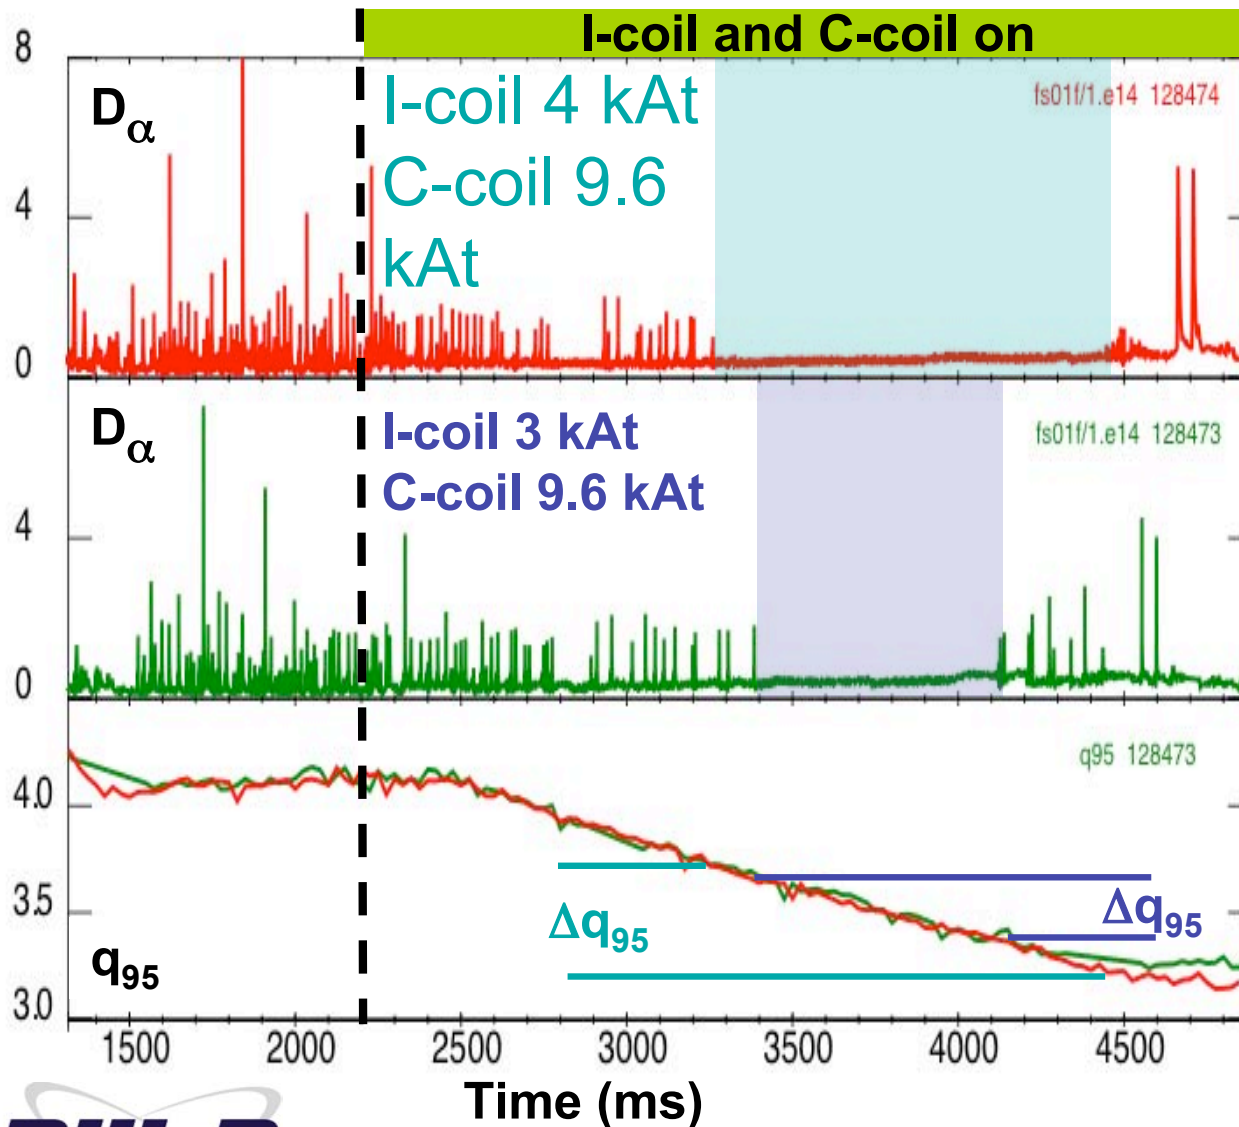 I-coil and C-coil on
8
Dα
I-coil 4 kAt
C-coil 9.6
kAt
fs01f/1.e14 128474
4
0
Dα
I-coil 3 kAt
C-coil 9.6 kAt
fs01f/1.e14 128473
4
0
q95 128473
4.0
3.5
Δq95
Δq95
q95
3.0
1500 2000 2500 3000 3500 4000 4500
Time (ms)